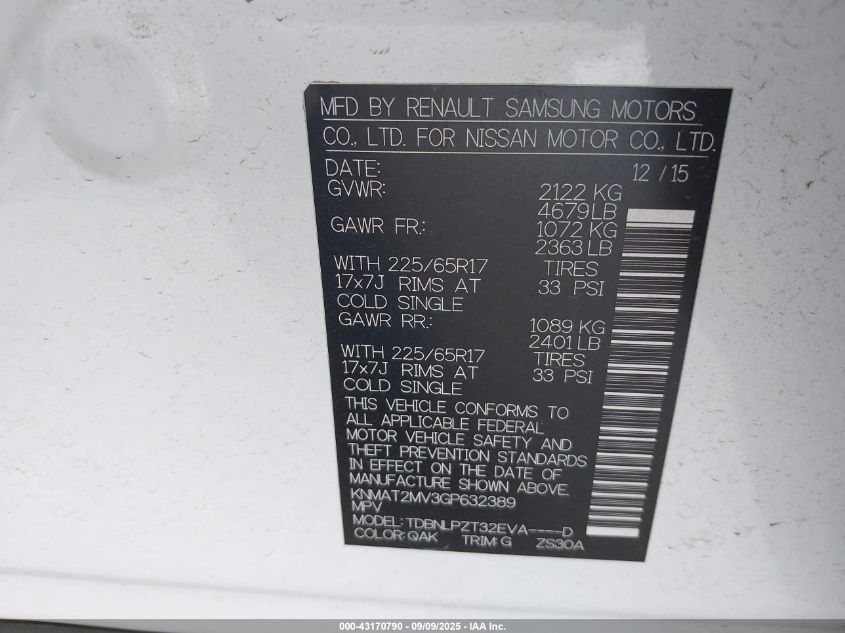 MFD BY RENAULT SAMSUNG MOTORS
CO., LTD. FOR NISSAN MOTOR CO., LTD.
DATE: 12 / 15
GVWR: 2122 KG
4679 LB
GAWR FR.: 1072 KG
2363 LB
WITH 225/65R17 TIRES
17x7J RIMS AT 33 PSI
COLD SINGLE
GAWR RR.: 1089 KG
2401 LB
WITH 225/65R17 TIRES
17x7J RIMS AT 33 PSI
COLD SINGLE
THIS VEHICLE CONFORMS TO
ALL APPLICABLE FEDERAL
MOTOR VEHICLE SAFETY AND
THEFT PREVENTION STANDARDS
IN EFFECT ON THE DATE OF
MANUFACTURE SHOWN ABOVE.
KNMAT2MV3GP632389
MPV
MODEL: TDBNLPZT32EVA----D
COLOR: QAK TRIM: G ZS30A
000-43170790 - 09/09/2025 - IAA Inc.